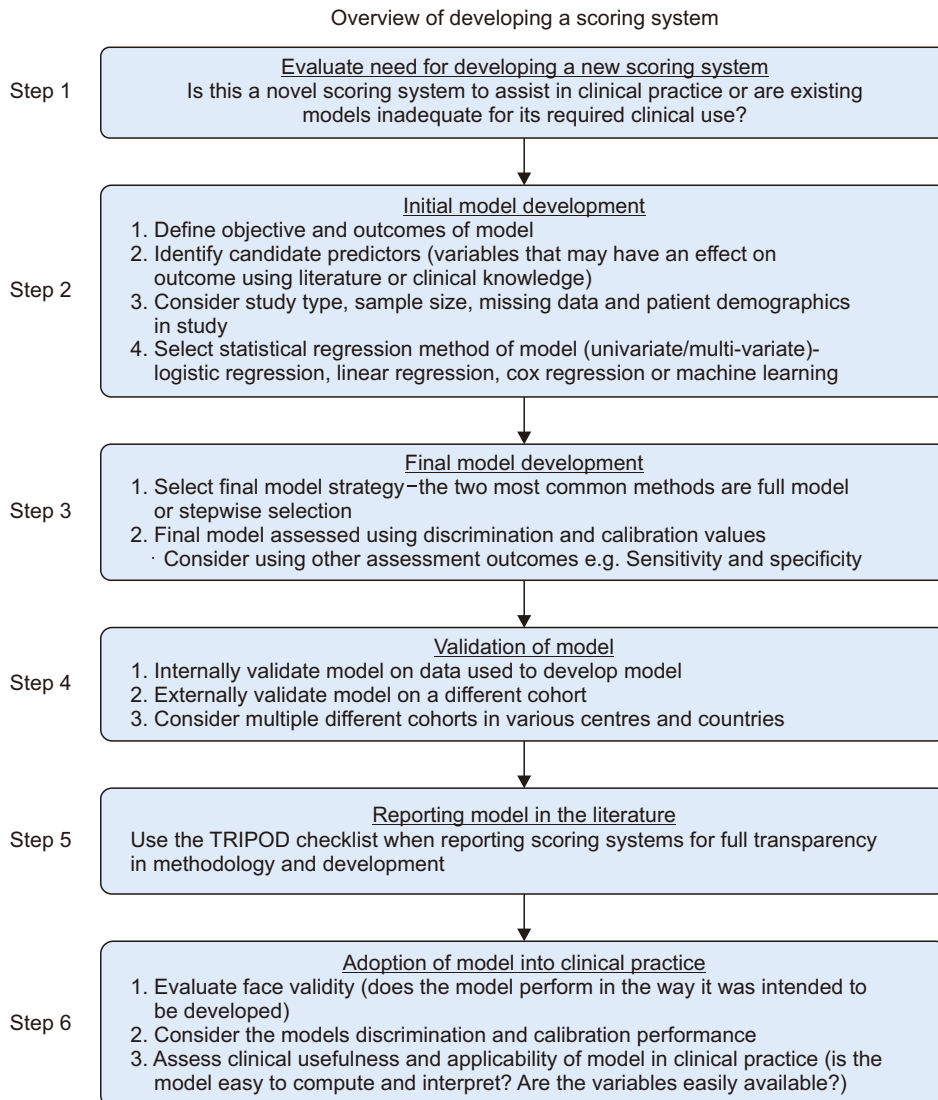 Overview of developing a scoring system
Step 1
Evaluate need for developing a new scoring system
Is this a novel scoring system to assist in clinical practice or are existing
models inadequate for its required clinical use?
Step 2
Initial model development
1. Define objective and outcomes of model
2. Identify candidate predictors (variables that may have an effect on
outcome using literature or clinical knowledge)
3. Consider study type, sample size, missing data and patient demographics
in study
4. Select statistical regression method of model (univariate/multi-variate)-
logistic regression, linear regression, cox regression or machine learning
Step 3
Final model development
1. Select final model strategy−the two most common methods are full model
or stepwise selection
2. Final model assessed using discrimination and calibration values
· Consider using other assessment outcomes e.g. Sensitivity and specificity
Step 4
Validation of model
1. Internally validate model on data used to develop model
2. Externally validate model on a different cohort
3. Consider multiple different cohorts in various centres and countries
Step 5
Reporting model in the literature
Use the TRIPOD checklist when reporting scoring systems for full transparency
in methodology and development
Step 6
Adoption of model into clinical practice
1. Evaluate face validity (does the model perform in the way it was intended to
be developed)
2. Consider the models discrimination and calibration performance
3. Assess clinical usefulness and applicability of model in clinical practice (is the
model easy to compute and interpret? Are the variables easily available?)